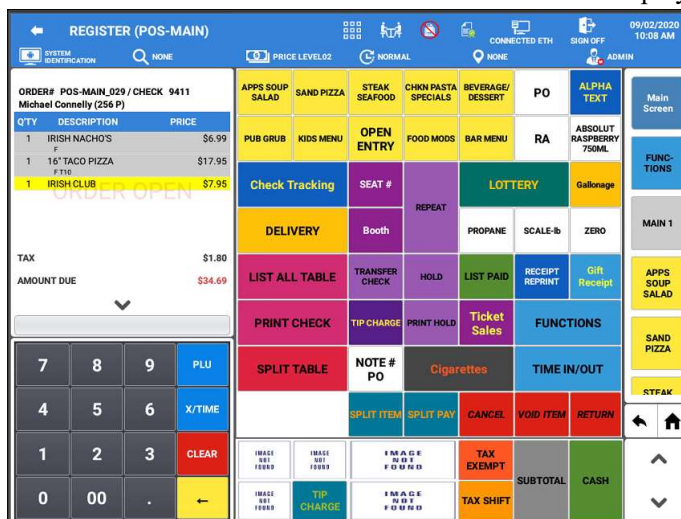 REGISTER (POS-MAIN)
CONNECTED ETH
SIGN OFF
09/02/2020
10:08 AM
SYSTEM
IDENTIFICATION
NONE
PRICE LEVEL02
NORMAL
NONE
ADMIN
ORDER# POS-MAIN_029 / CHECK 9411
Michael Connelly (256 P)
Q'TY DESCRIPTION PRICE
1 IRISH NACHO'S $6.99
F
1 16" TACO PIZZA $17.95
F T10
1 IRISH CLUB $7.95
ORDER OPEN
TAX $1.80
AMOUNT DUE $34.69
7 8 9 PLU
4 5 6 X/TIME
1 2 3 CLEAR
0 00 . ←
APPS SOUP
SALAD
SAND PIZZA
STEAK
SEAFOOD
CHKN PASTA
SPECIALS
BEVERAGE/
DESSERT
PO
ALPHA
TEXT
PUB GRUB
KIDS MENU
OPEN
ENTRY
FOOD MODS
BAR MENU
RA
ABSOLUT
RASPBERRY
750ML
Check Tracking
SEAT #
REPEAT
LOTTERY
Gallonage
DELIVERY
Booth
PROPANE
SCALE-lb
ZERO
LIST ALL TABLE
TRANSFER
CHECK
HOLD
LIST PAID
RECEIPT
REPRINT
Gift
Receipt
PRINT CHECK
TIP CHARGE
PRINT HOLD
Ticket
Sales
FUNCTIONS
SPLIT TABLE
NOTE #
PO
Cigarettes
TIME IN/OUT
SPLIT ITEM
SPLIT PAY
CANCEL
VOID ITEM
RETURN
IMAGE
NOT
FOUND
IMAGE
NOT
FOUND
IMAGE
NOT
FOUND
TAX
EXEMPT
SUBTOTAL
CASH
IMAGE
NOT
FOUND
TIP
CHARGE
IMAGE
NOT
FOUND
TAX SHIFT
Main
Screen
FUNC-
TIONS
MAIN 1
APPS
SOUP
SALAD
SAND
PIZZA
STEAK